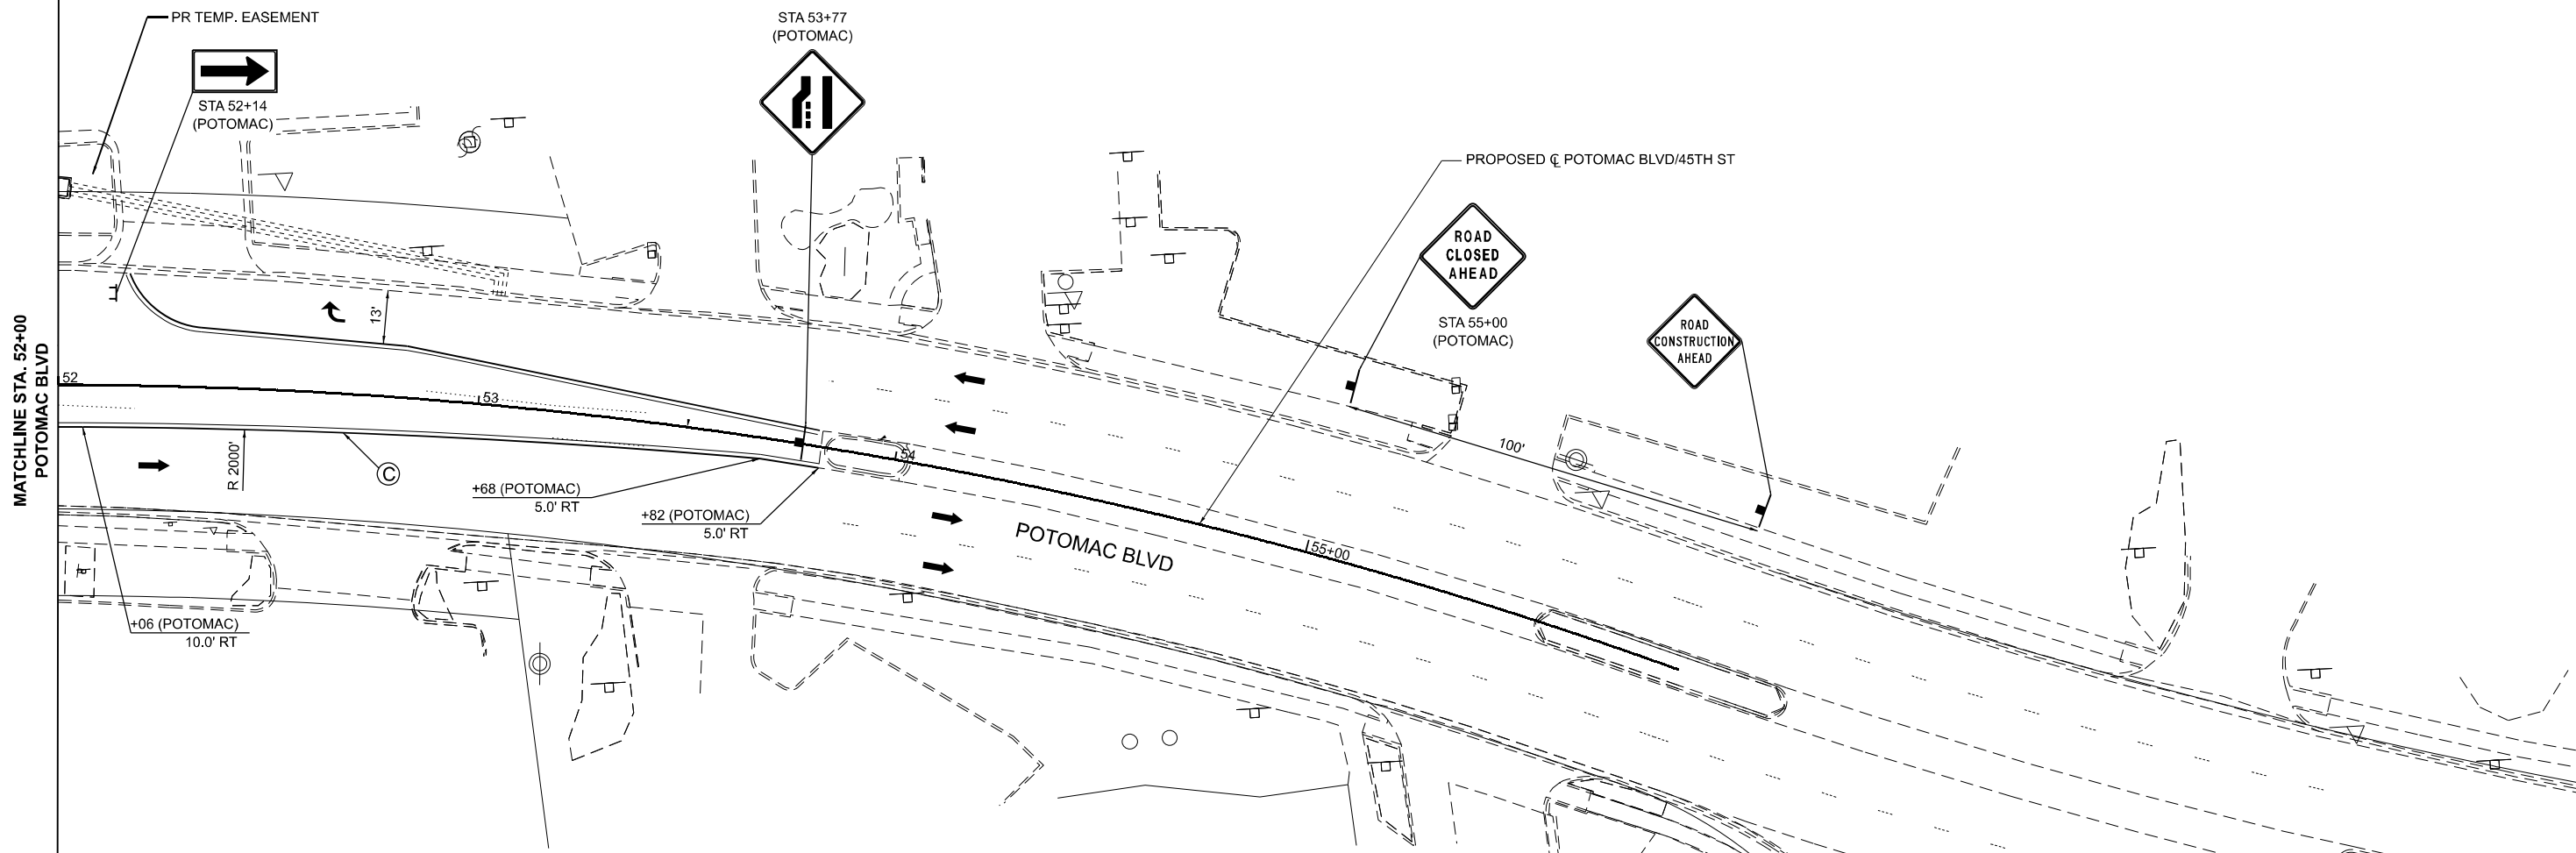 PR TEMP. EASEMENT
STA 52+14
(POTOMAC)
STA 53+77
(POTOMAC)
PROPOSED ℄ POTOMAC BLVD/45TH ST
ROAD
CLOSED
AHEAD
STA 55+00
(POTOMAC)
ROAD
CONSTRUCTION
AHEAD
MATCHLINE STA. 52+00
POTOMAC BLVD
13'
52
53
54
55+00
100'
R 2000'
C
+68 (POTOMAC)
5.0' RT
+82 (POTOMAC)
5.0' RT
POTOMAC BLVD
+06 (POTOMAC)
10.0' RT